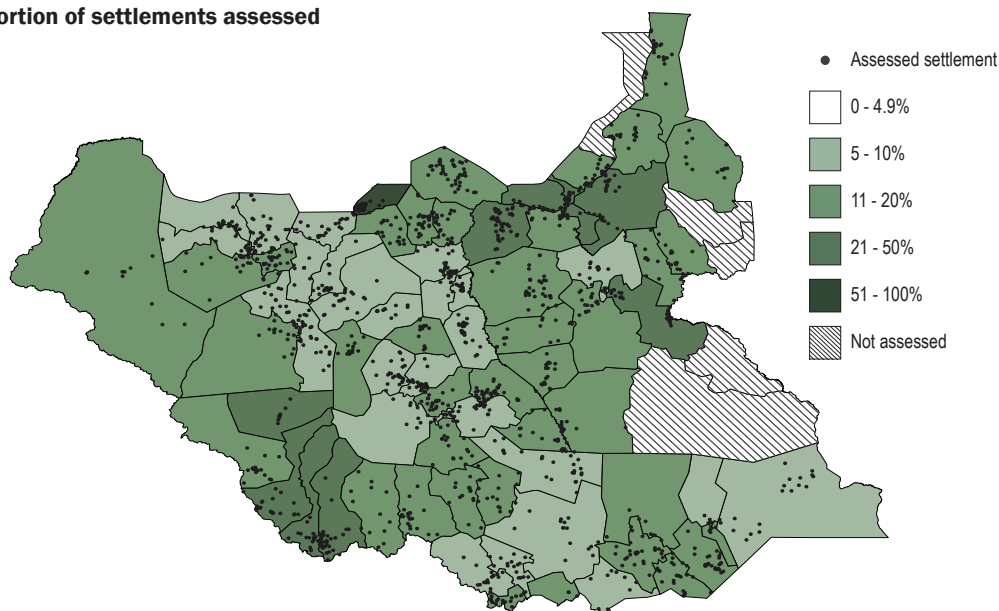 ortion of settlements assessed
Assessed settlement
0 - 4.9%
5 - 10%
11 - 20%
21 - 50%
51 - 100%
Not assessed